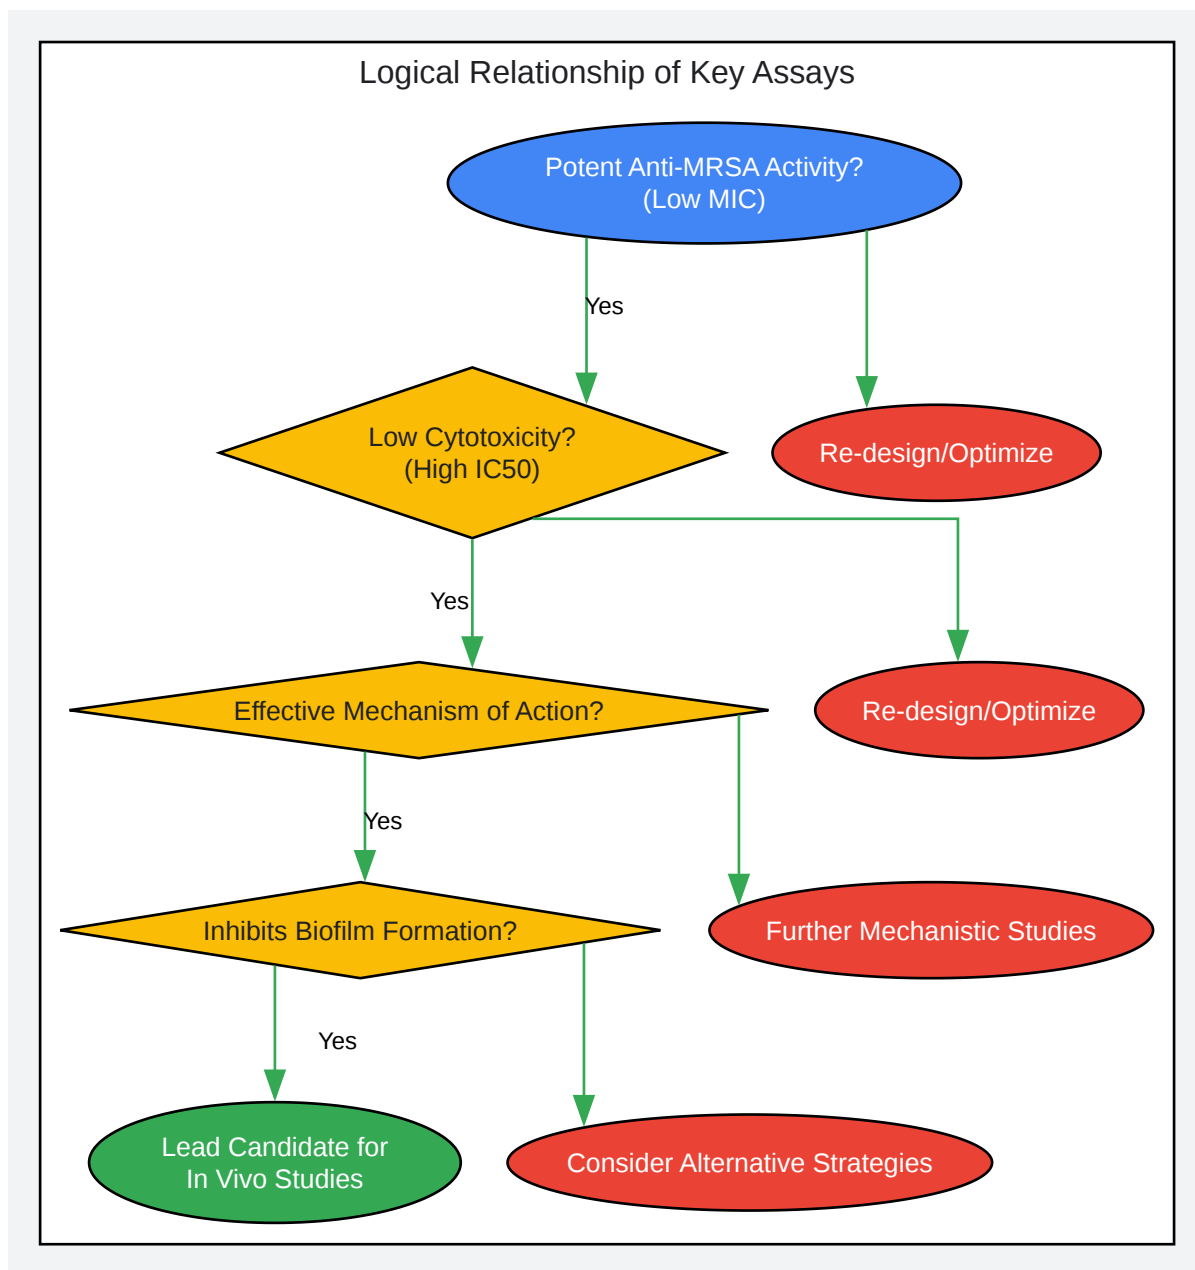 Logical Relationship of Key Assays
Potent Anti-MRSA Activity?
(Low MIC)
Yes
Low Cytotoxicity?
(High IC50)
Re-design/Optimize
Yes
Effective Mechanism of Action?
Re-design/Optimize
Yes
Inhibits Biofilm Formation?
Further Mechanistic Studies
Yes
Lead Candidate for
In Vivo Studies
Consider Alternative Strategies